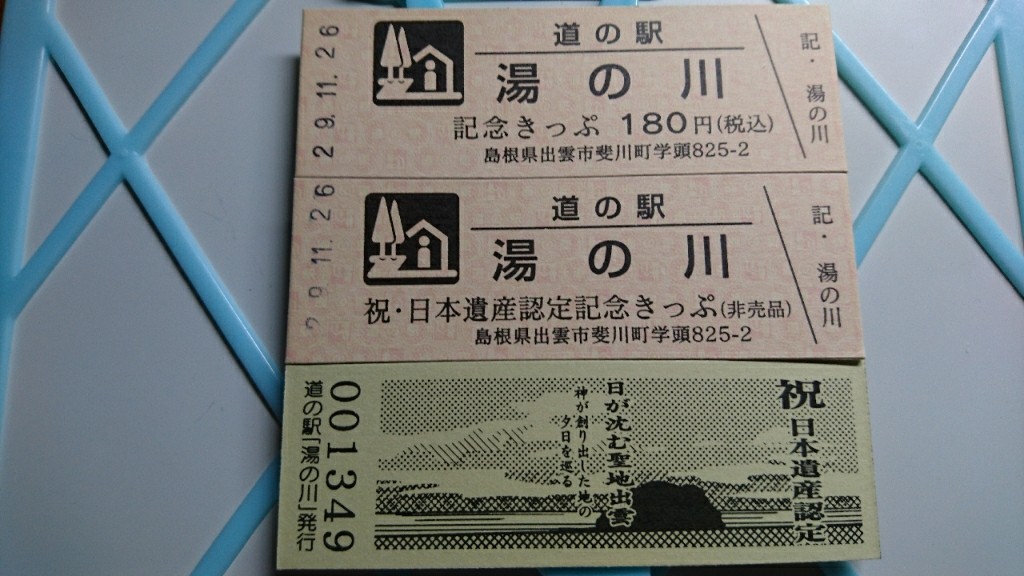 29.11.26
道の駅
湯の川
記念きっぷ 180円(税込)
島根県出雲市斐川町学頭825-2
記・湯の川
29.11.26
道の駅
湯の川
祝・日本遺産認定記念きっぷ(非売品)
島根県出雲市斐川町学頭825-2
記・湯の川
祝 日本遺産認定
日が沈む聖地出雲
神が創り出した地の
夕日を巡る
001349
道の駅「湯の川」発行